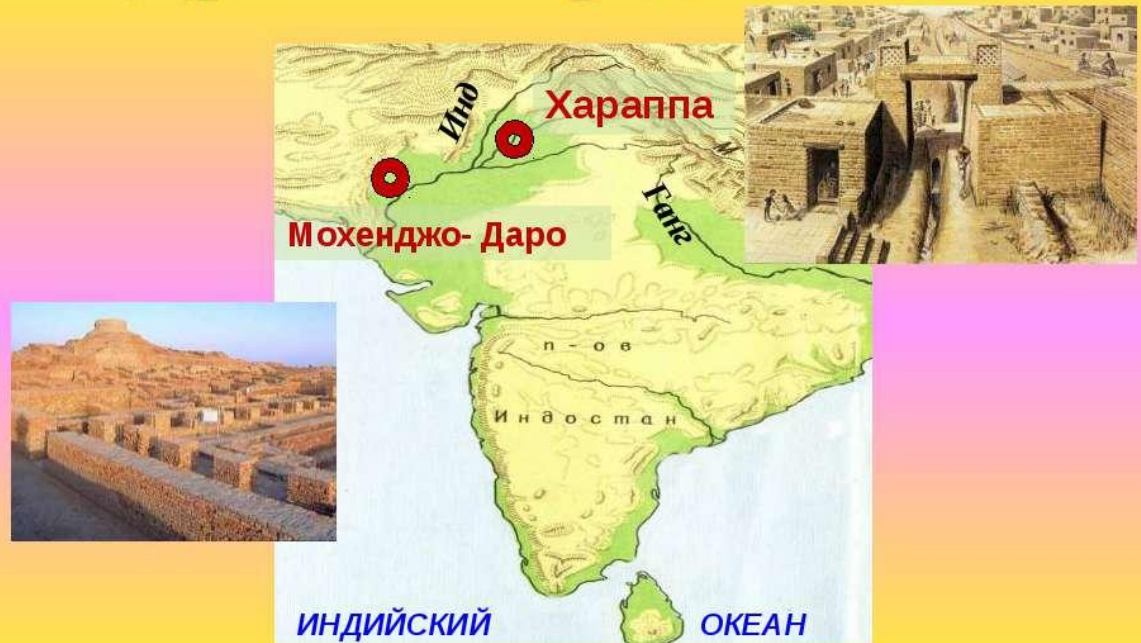 Инд
Хараппа
Мохенджо- Даро
Ганг
п-ов
Индостан
ИНДИЙСКИЙ ОКЕАН